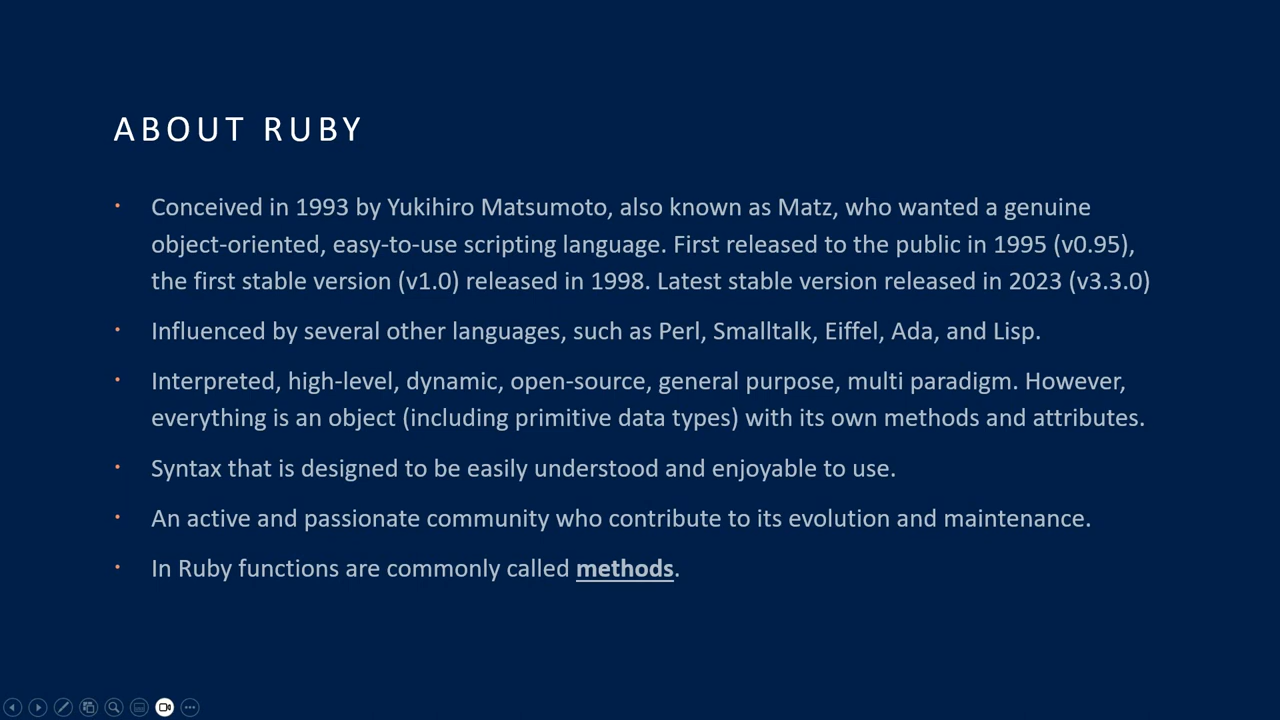 ABOUT RUBY
Conceived in 1993 by Yukihiro Matsumoto, also known as Matz, who wanted a genuine
object-oriented, easy-to-use scripting language. First released to the public in 1995 (v0.95),
the first stable version (v1.0) released in 1998. Latest stable version released in 2023 (v3.3.0)
Influenced by several other languages, such as Perl, Smalltalk, Eiffel, Ada, and Lisp.
Interpreted, high-level, dynamic, open-source, general purpose, multi paradigm. However,
everything is an object (including primitive data types) with its own methods and attributes.
Syntax that is designed to be easily understood and enjoyable to use.
An active and passionate community who contribute to its evolution and maintenance.
In Ruby functions are commonly called methods.